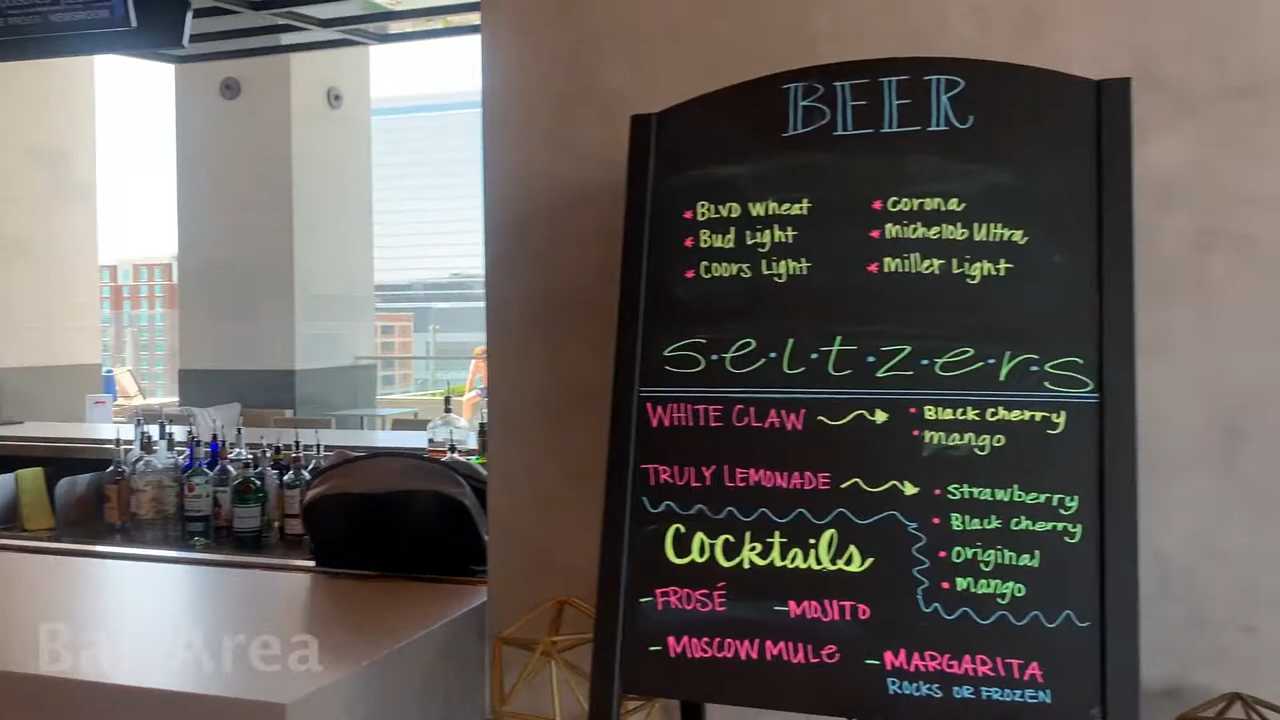 BEER
*BLVD Wheat
*Bud Light
*Coors Light
*Corona
*Michelob Ultra
*Miller Light
S·e·l·t·z·e·r·s
WHITE CLAW
• Black Cherry
• mango
TRULY LEMONADE
• Strawberry
• Black Cherry
• Original
• mango
Cocktails
-FROSÉ
-MOJITO
-MOSCOW MULE
-MARGARITA
ROCKS OR FROZEN
Bar Area